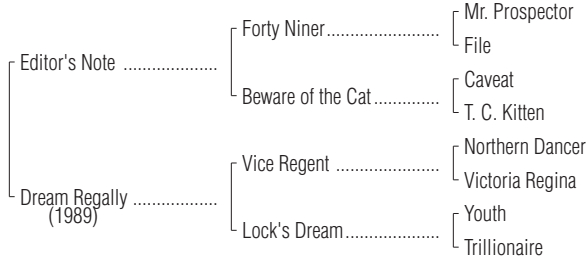 Mr. Prospector
Forty Niner..........................
File
Editor's Note ...................
Caveat
Beware of the Cat...............
T. C. Kitten
Northern Dancer
Vice Regent ........................
Victoria Regina
Dream Regally .................
(1989)
Youth
Lock's Dream......................
Trillionaire